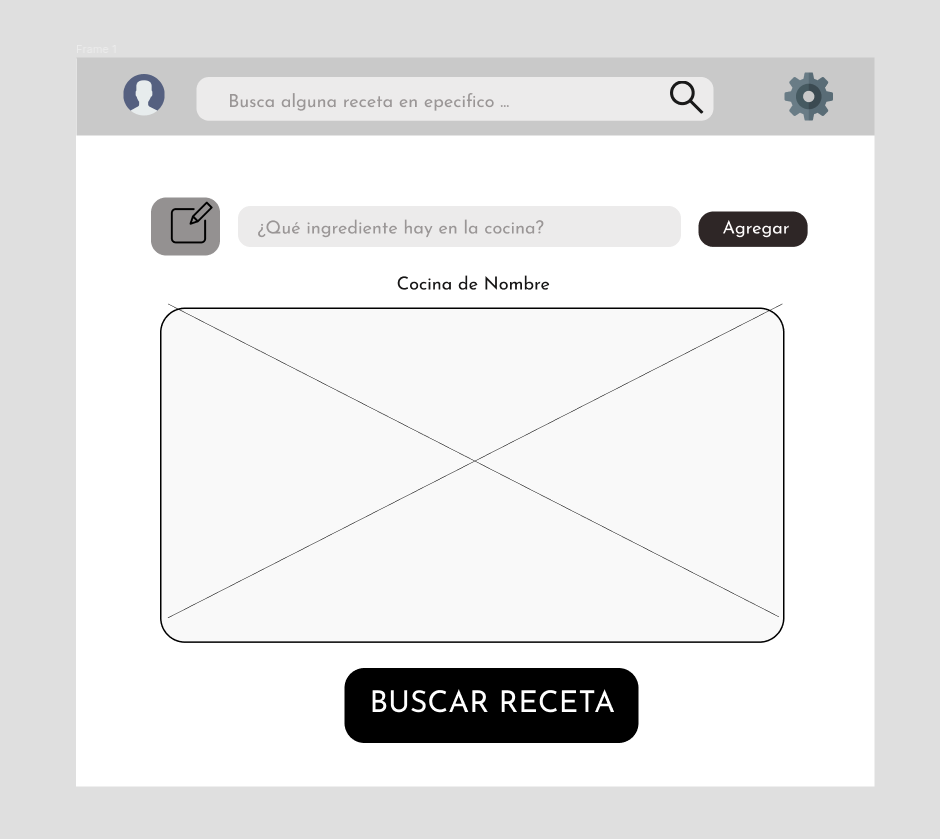 Frame 1
Busca alguna receta en epecifico ...
¿Qué ingrediente hay en la cocina?
Agregar
Cocina de Nombre
BUSCAR RECETA